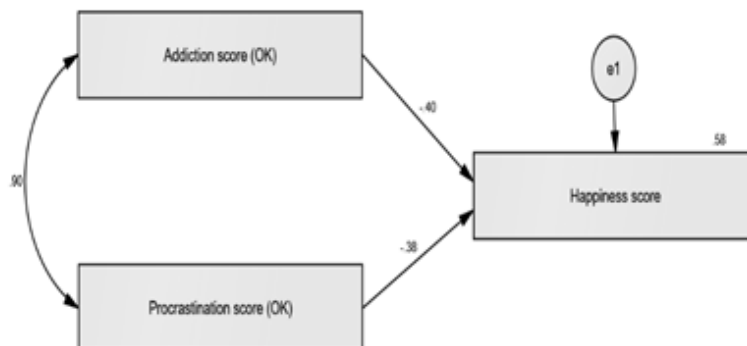 Addiction score (OK)
e1
-.40
.58
.90
Happiness score
-.38
Procrastination score (OK)